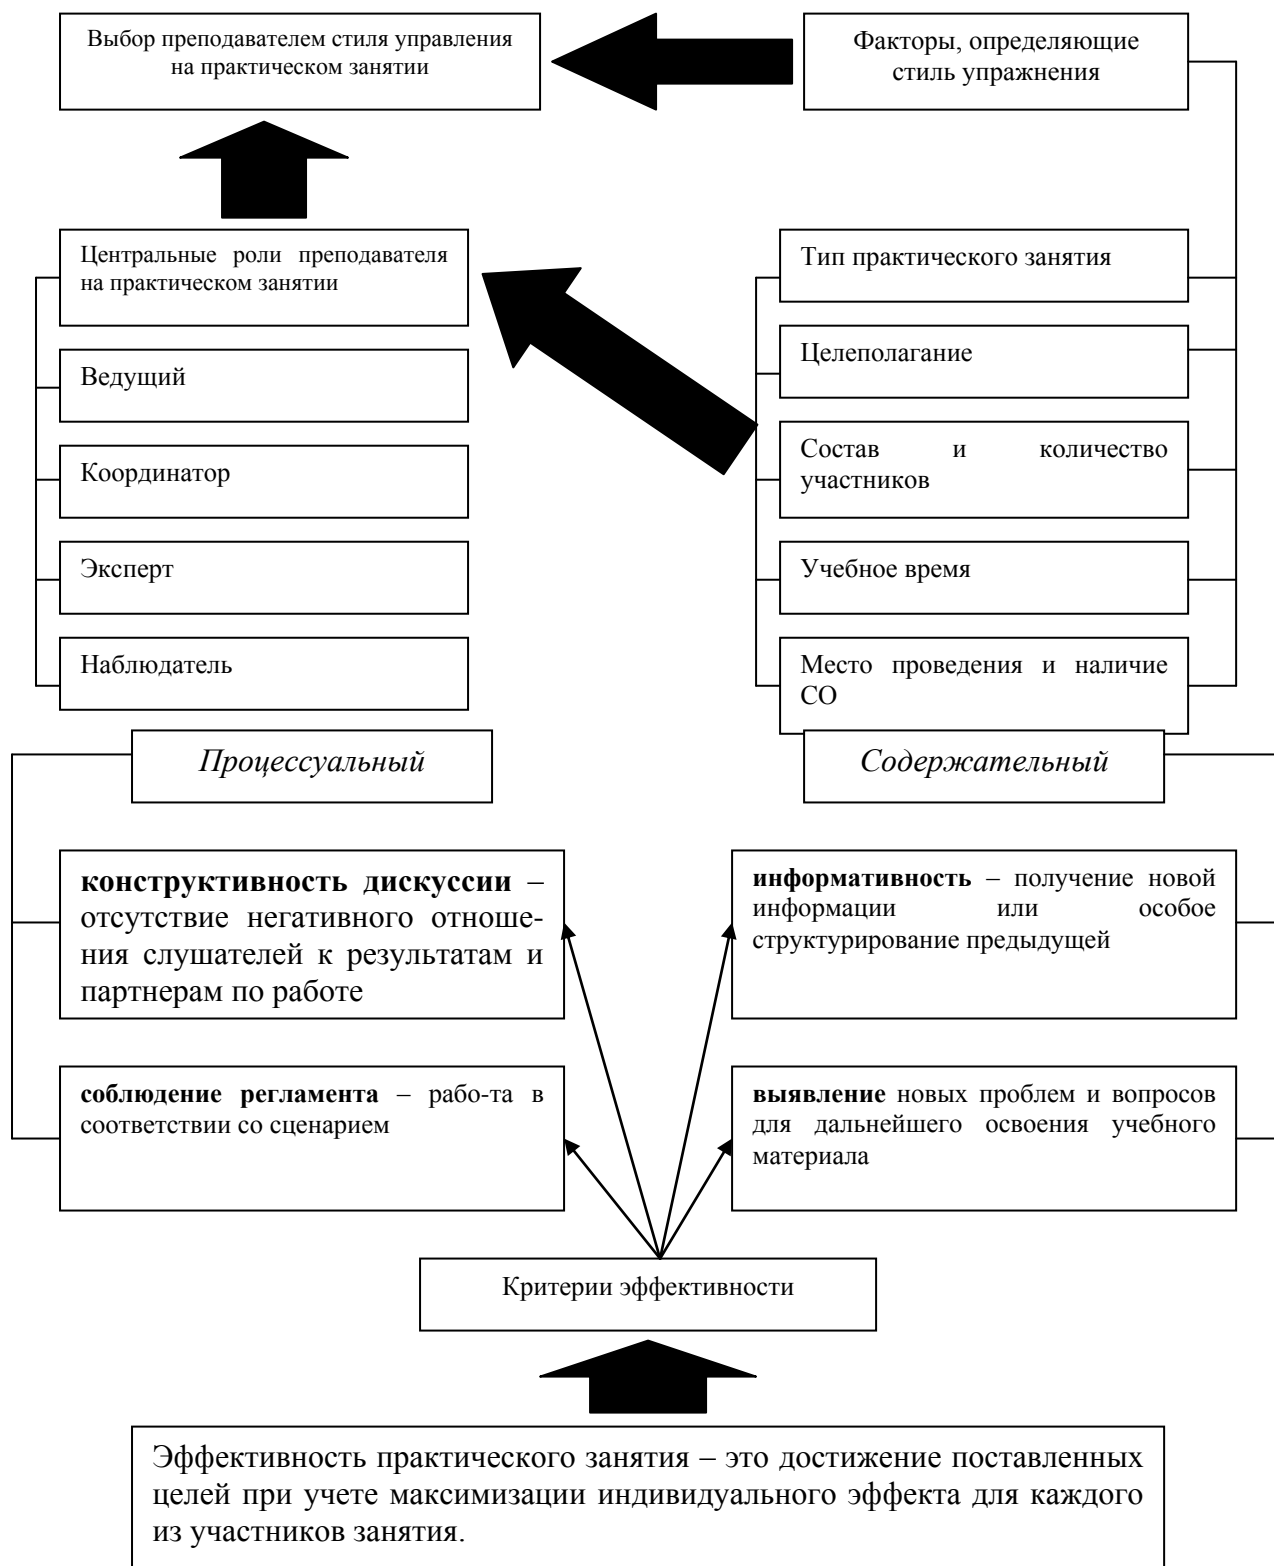 Выбор преподавателем стиля управления
на практическом занятии
Факторы, определяющие
стиль упражнения
Центральные роли преподавателя
на практическом занятии
Ведущий
Координатор
Эксперт
Наблюдатель
Тип практического занятия
Целеполагание
Состав и количество
участников
Учебное время
Место проведения и наличие
СО
Процессуальный
Содержательный
конструктивность дискуссии –
отсутствие негативного отноше-
ния слушателей к результатам и
партнерам по работе
информативность – получение новой
информации или особое
структурирование предыдущей
соблюдение регламента – рабо-та в
соответствии со сценарием
выявление новых проблем и вопросов
для дальнейшего освоения учебного
материала
Критерии эффективности
Эффективность практического занятия – это достижение поставленных
целей при учете максимизации индивидуального эффекта для каждого
из участников занятия.